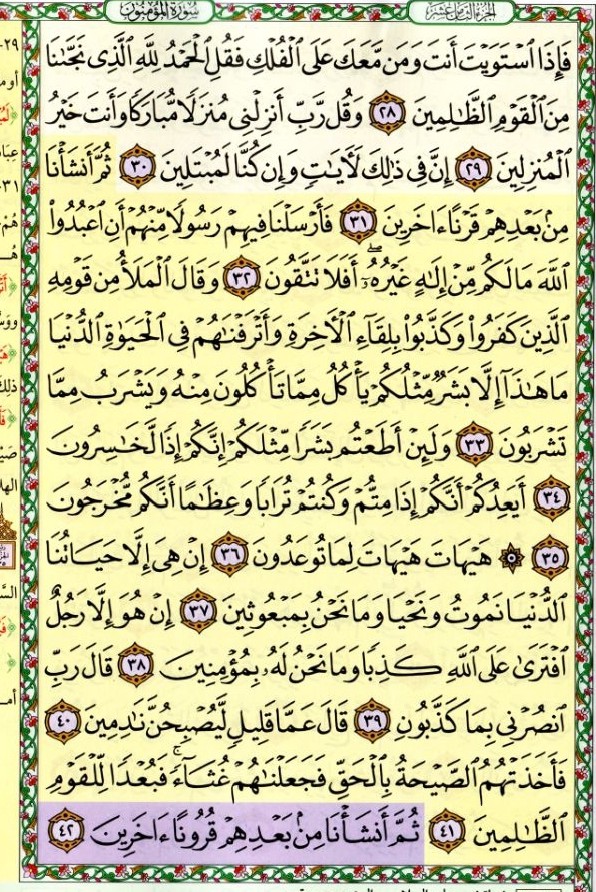 سورة المؤمنون
الجزء الثامن عشر
فَإِذَا ٱسْتَوَيْتَ أَنتَ وَمَن مَّعَكَ عَلَى ٱلْفُلْكِ فَقُلِ ٱلْحَمْدُ لِلَّهِ ٱلَّذِى نَجَّىٰنَا
مِنَ ٱلْقَوْمِ ٱلظَّـٰلِمِينَ ٢٨ وَقُل رَّبِّ أَنزِلْنِى مُنزَلًا مُّبَارَكًا وَأَنتَ خَيْرُ
ٱلْمُنزِلِينَ ٢٩ إِنَّ فِى ذَٰلِكَ لَـَٔايَـٰتٍ وَإِن كُنَّا لَمُبْتَلِينَ ٣٠ ثُمَّ أَنشَأْنَا
مِنۢ بَعْدِهِمْ قَرْنًا ءَاخَرِينَ ٣١ فَأَرْسَلْنَا فِيهِمْ رَسُولًا مِّنْهُمْ أَنِ ٱعْبُدُوا۟
ٱللَّهَ مَا لَكُم مِّنْ إِلَـٰهٍ غَيْرُهُۥٓ ۖ أَفَلَا تَتَّقُونَ ٣٢ وَقَالَ ٱلْمَلَأُ مِن قَوْمِهِ
ٱلَّذِينَ كَفَرُوا۟ وَكَذَّبُوا۟ بِلِقَآءِ ٱلْـَٔاخِرَةِ وَأَتْرَفْنَـٰهُمْ فِى ٱلْحَيَوٰةِ ٱلدُّنْيَا
مَا هَـٰذَآ إِلَّا بَشَرٌ مِّثْلُكُمْ يَأْكُلُ مِمَّا تَأْكُلُونَ مِنْهُ وَيَشْرَبُ مِمَّا
تَشْرَبُونَ ٣٣ وَلَئِنْ أَطَعْتُم بَشَرًا مِّثْلَكُمْ إِنَّكُمْ إِذًا لَّخَـٰسِرُونَ
٣٤ أَيَعِدُكُمْ أَنَّكُمْ إِذَا مِتُّمْ وَكُنتُمْ تُرَابًا وَعِظَـٰمًا أَنَّكُم مُّخْرَجُونَ
٣٥ ۞ هَيْهَاتَ هَيْهَاتَ لِمَا تُوعَدُونَ ٣٦ إِنْ هِىَ إِلَّا حَيَاتُنَا
ٱلدُّنْيَا نَمُوتُ وَنَحْيَا وَمَا نَحْنُ بِمَبْعُوثِينَ ٣٧ إِنْ هُوَ إِلَّا رَجُلٌ
ٱفْتَرَىٰ عَلَى ٱللَّهِ كَذِبًا وَمَا نَحْنُ لَهُۥ بِمُؤْمِنِينَ ٣٨ قَالَ رَبِّ
ٱنصُرْنِى بِمَا كَذَّبُونِ ٣٩ قَالَ عَمَّا قَلِيلٍ لَّيُصْبِحُنَّ نَـٰدِمِينَ ٤٠
فَأَخَذَتْهُمُ ٱلصَّيْحَةُ بِٱلْحَقِّ فَجَعَلْنَـٰهُمْ غُثَآءً ۚ فَبُعْدًا لِّلْقَوْمِ
ٱلظَّـٰلِمِينَ ٤١ ثُمَّ أَنشَأْنَا مِنۢ بَعْدِهِمْ قُرُونًا ءَاخَرِينَ ٤٢